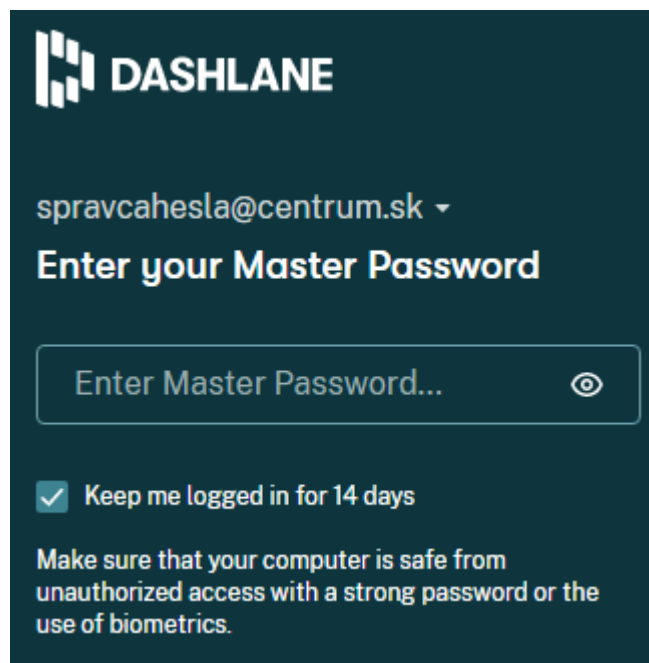 DASHLANE
spravcahesla@centrum.sk
Enter your Master Password
Enter Master Password...
Keep me logged in for 14 days
Make sure that your computer is safe from
unauthorized access with a strong password or the
use of biometrics.